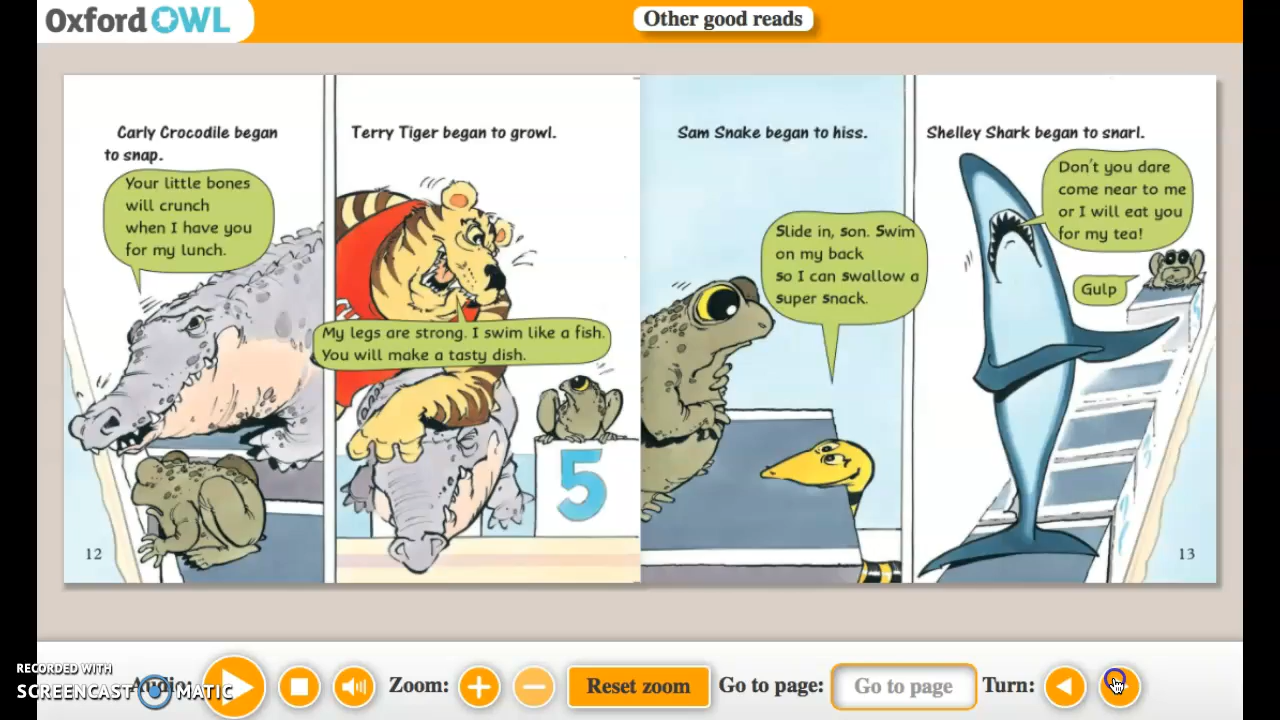 Oxford OWL
Other good reads
Carly Crocodile began
to snap.
Your little bones
will crunch
when I have you
for my lunch.
12
Terry Tiger began to growl.
My legs are strong. I swim like a fish.
You will make a tasty dish.
5
Sam Snake began to hiss.
Slide in, son. Swim
on my back
so I can swallow a
super snack.
Shelley Shark began to snarl.
Don't you dare
come near to me
or I will eat you
for my tea!
Gulp
13
RECORDED WITH
SCREENCAST MATIC
Audio:
Zoom:
Reset zoom
Go to page:
Go to page
Turn: